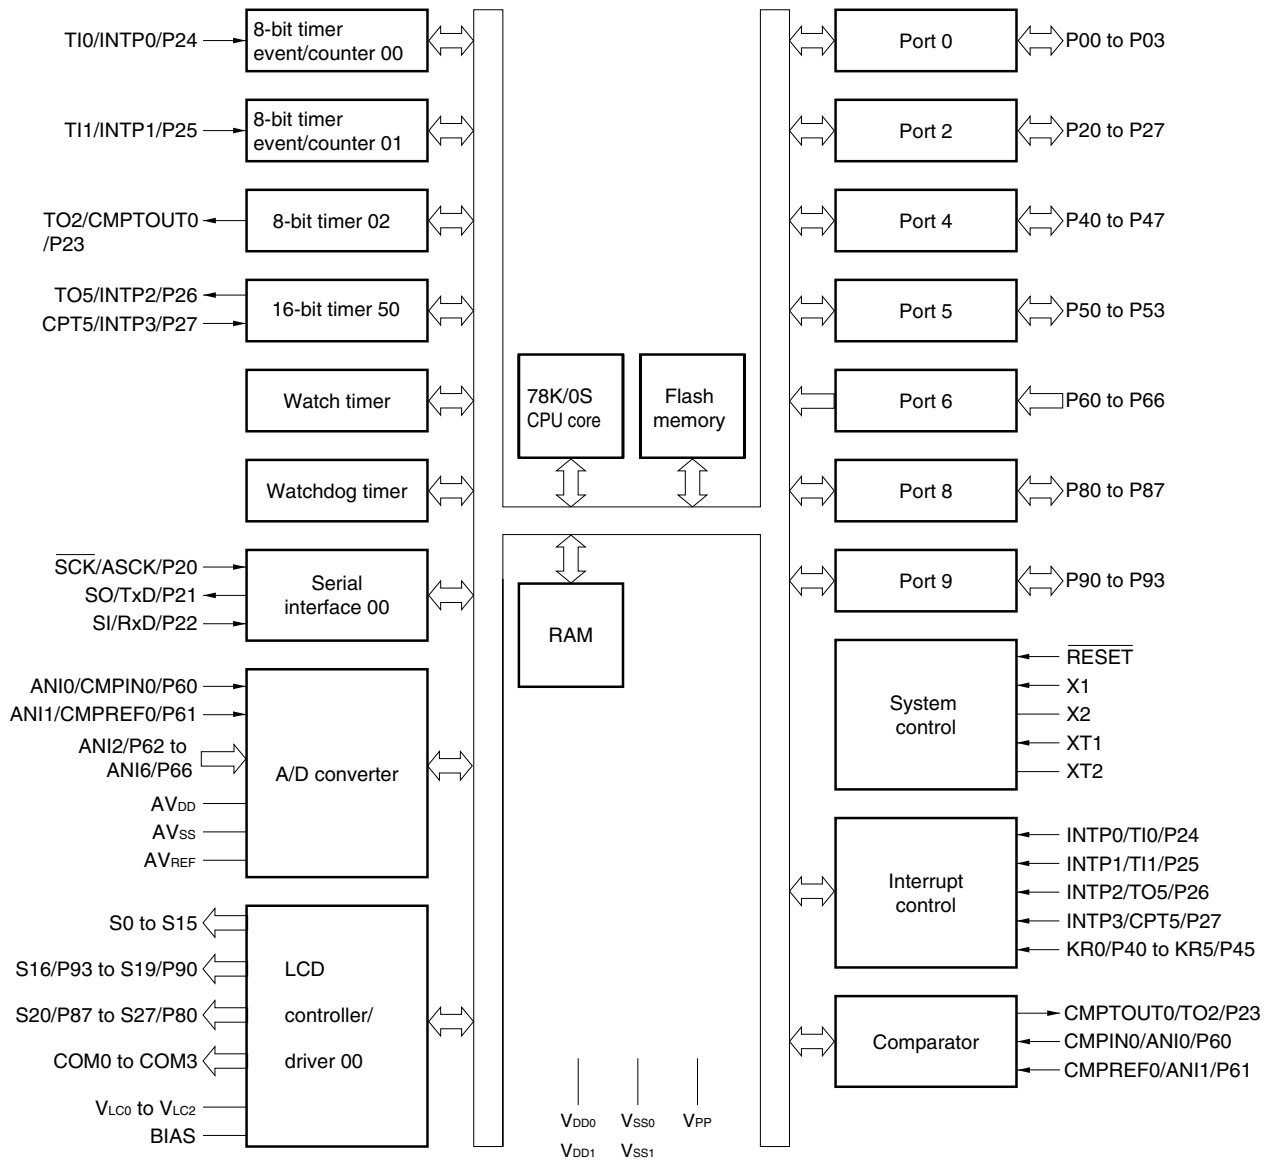 TI0/INTP0/P24
8-bit timer
event/counter 00
TI1/INTP1/P25
8-bit timer
event/counter 01
TO2/CMPTOUT0
/P23
8-bit timer 02
TO5/INTP2/P26
CPT5/INTP3/P27
16-bit timer 50
Watch timer
Watchdog timer
SCK/ASCK/P20
SO/TxD/P21
SI/RxD/P22
Serial
interface 00
ANI0/CMPIN0/P60
ANI1/CMPREF0/P61
ANI2/P62 to
ANI6/P66
AVDD
AVSS
AVREF
A/D converter
S0 to S15
S16/P93 to S19/P90
S20/P87 to S27/P80
COM0 to COM3
VLC0 to VLC2
BIAS
LCD
controller/
driver 00
78K/0S
CPU core
Flash
memory
RAM
VDD0
VDD1
VSS0
VSS1
VPP
Port 0
P00 to P03
Port 2
P20 to P27
Port 4
P40 to P47
Port 5
P50 to P53
Port 6
P60 to P66
Port 8
P80 to P87
Port 9
P90 to P93
System
control
RESET
X1
X2
XT1
XT2
Interrupt
control
INTP0/TI0/P24
INTP1/TI1/P25
INTP2/TO5/P26
INTP3/CPT5/P27
KR0/P40 to KR5/P45
Comparator
CMPTOUT0/TO2/P23
CMPIN0/ANI0/P60
CMPREF0/ANI1/P61